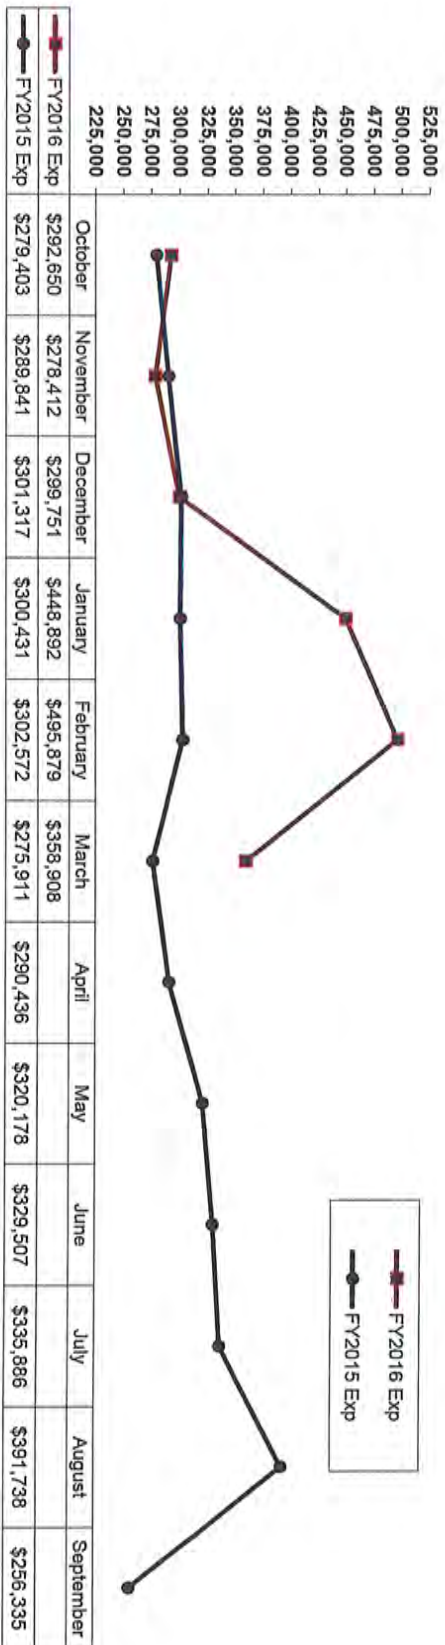 525,000
500,000
475,000
450,000
425,000
400,000
375,000
350,000
325,000
300,000
275,000
250,000
225,000
FY2016 Exp
FY2015 Exp
October November December January February March April May June July August September
FY2016 Exp $292,650 $278,412 $299,751 $448,892 $495,879 $358,908
FY2015 Exp $279,403 $289,841 $301,317 $300,431 $302,572 $275,911 $290,436 $320,178 $329,507 $335,886 $391,738 $256,335